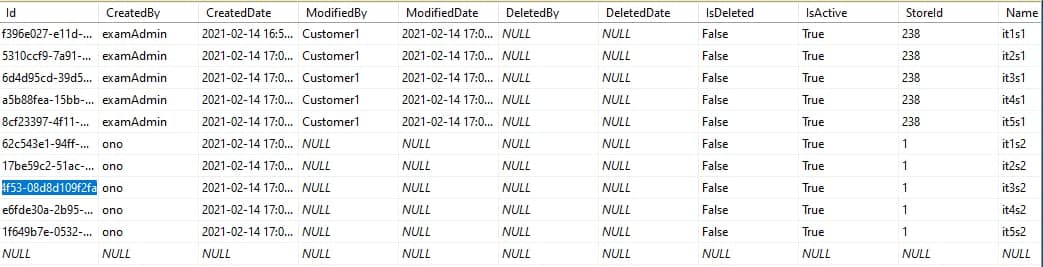 Id CreatedBy CreatedDate ModifiedBy ModifiedDate DeletedBy DeletedDate IsDeleted IsActive StoreId Name
f396e027-e11d-... examAdmin 2021-02-14 16:5... Customer1 2021-02-14 17:0... NULL NULL False True 238 it1s1
5310ccf9-7a91-... examAdmin 2021-02-14 17:0... Customer1 2021-02-14 17:0... NULL NULL False True 238 it2s1
6d4d95cd-39d5... examAdmin 2021-02-14 17:0... Customer1 2021-02-14 17:0... NULL NULL False True 238 it3s1
a5b88fea-15bb-... examAdmin 2021-02-14 17:0... Customer1 2021-02-14 17:0... NULL NULL False True 238 it4s1
8cf23397-4f11-... examAdmin 2021-02-14 17:0... Customer1 2021-02-14 17:0... NULL NULL False True 238 it5s1
62c543e1-94ff-... ono 2021-02-14 17:0... NULL NULL NULL NULL False True 1 it1s2
17be59c2-51ac-... ono 2021-02-14 17:0... NULL NULL NULL NULL False True 1 it2s2
4f53-08d8d109f2fa ono 2021-02-14 17:0... NULL NULL NULL NULL False True 1 it3s2
e6fde30a-2b95-... ono 2021-02-14 17:0... NULL NULL NULL NULL False True 1 it4s2
1f649b7e-0532-... ono 2021-02-14 17:0... NULL NULL NULL NULL False True 1 it5s2
NULL NULL NULL NULL NULL NULL NULL NULL NULL NULL NULL